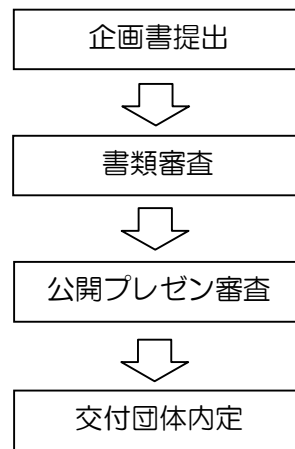 企画書提出
書類審査
公開プレゼン審査
交付団体内定